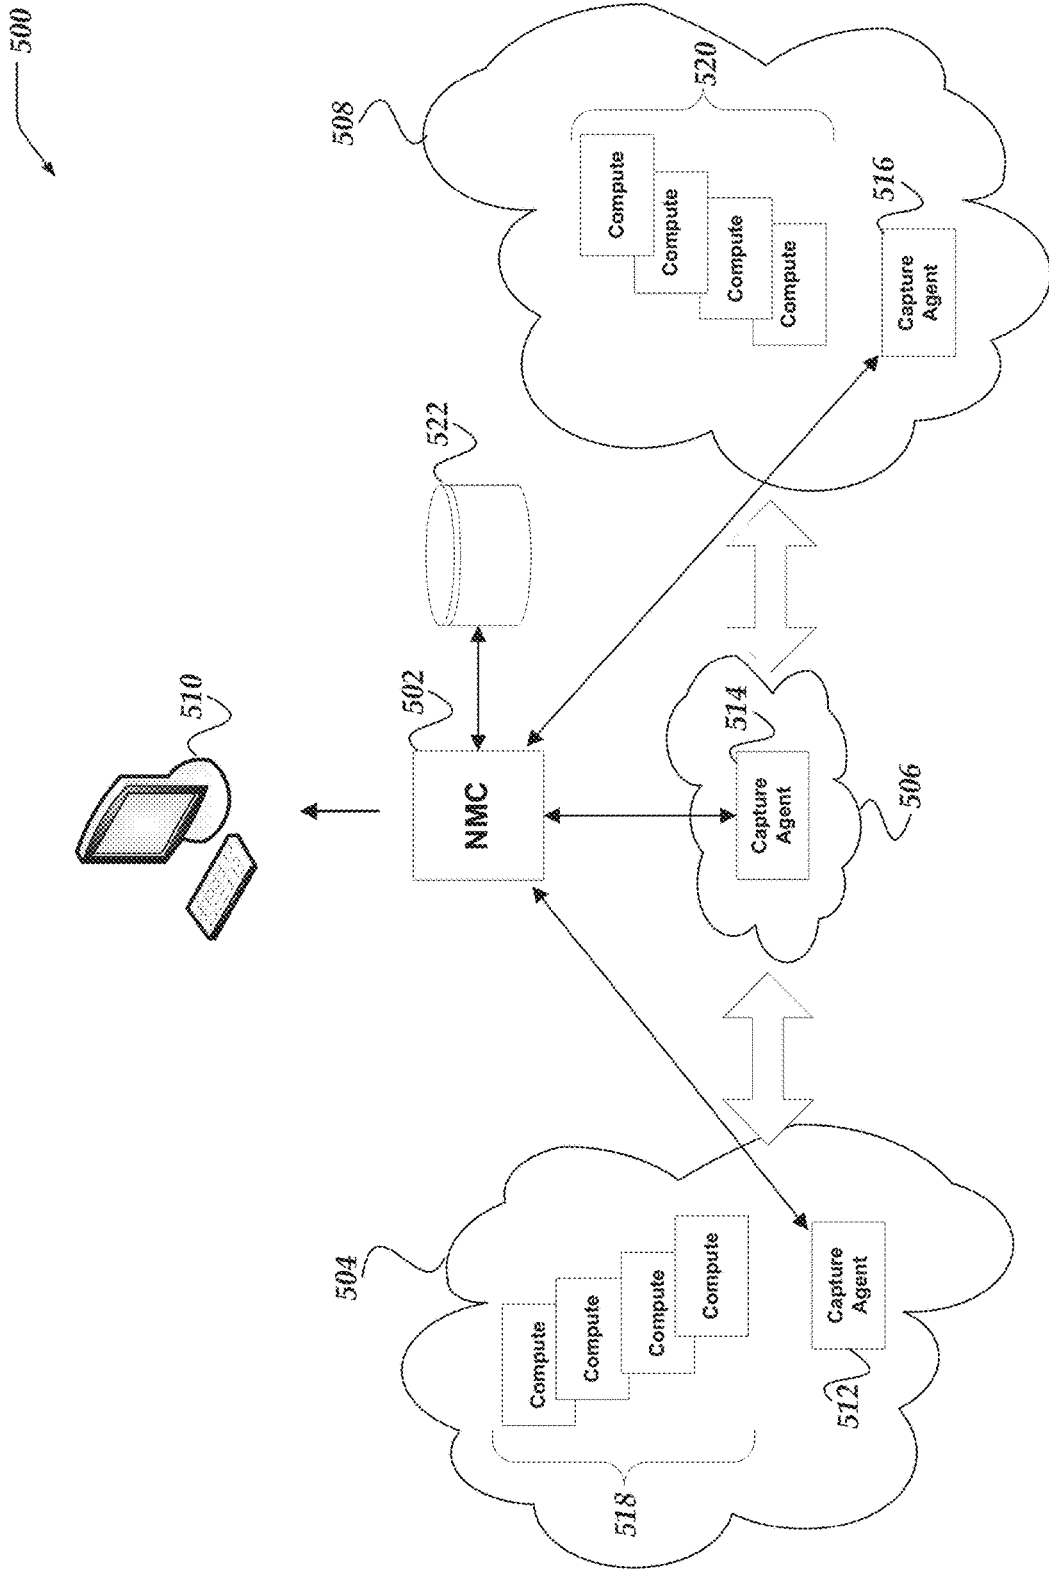 500
510
504
508
502
522
NMC
Compute
Compute
Compute
Compute
518
Compute
Compute
Compute
Compute
520
512
Capture
Agent
514
Capture
Agent
506
516
Capture
Agent